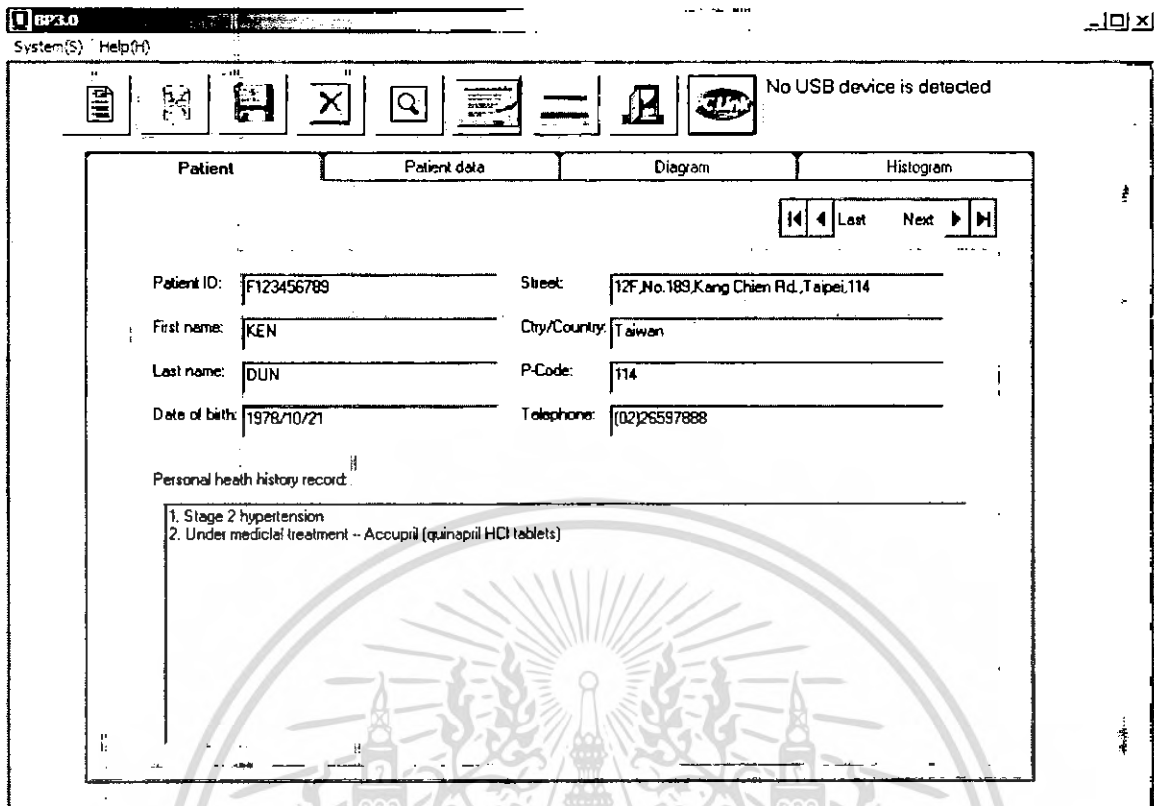 BP3.0
System(S) Help(H)
No USB device is detected
Patient Patient data Diagram Histogram
Last Next
Patient ID: F123456789 Street: 12F,No.189,Kang Chien Rd.,Taipei,114
First name: KEN Ctry/Country: Taiwan
Last name: DUN P-Code: 114
Date of birth: 1978/10/21 Telephone: (02)26597888
Personal heath history record:
1. Stage 2 hypertension
2. Under mediclal treatment -- Accupril (quinapril HCl tablets)